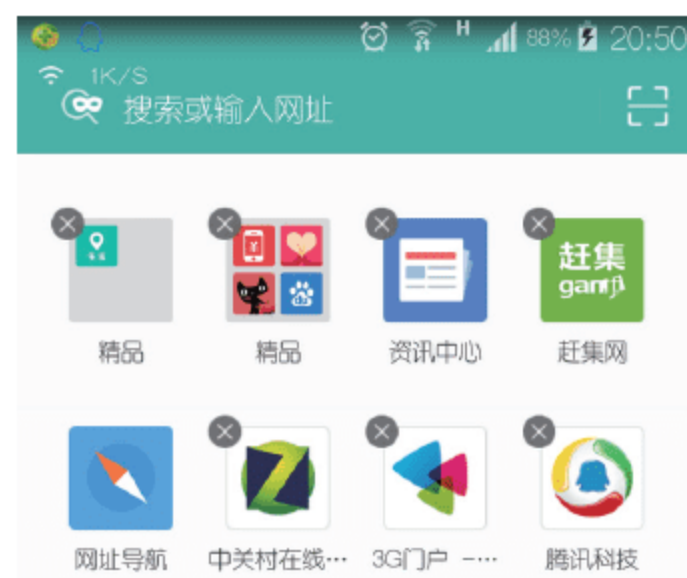 H 88% 20:50
1K/S
搜索或输入网址
赶集
ganji
精品
精品
资讯中心
赶集网
网址导航
中关村在线…
3G门户 -…
腾讯科技